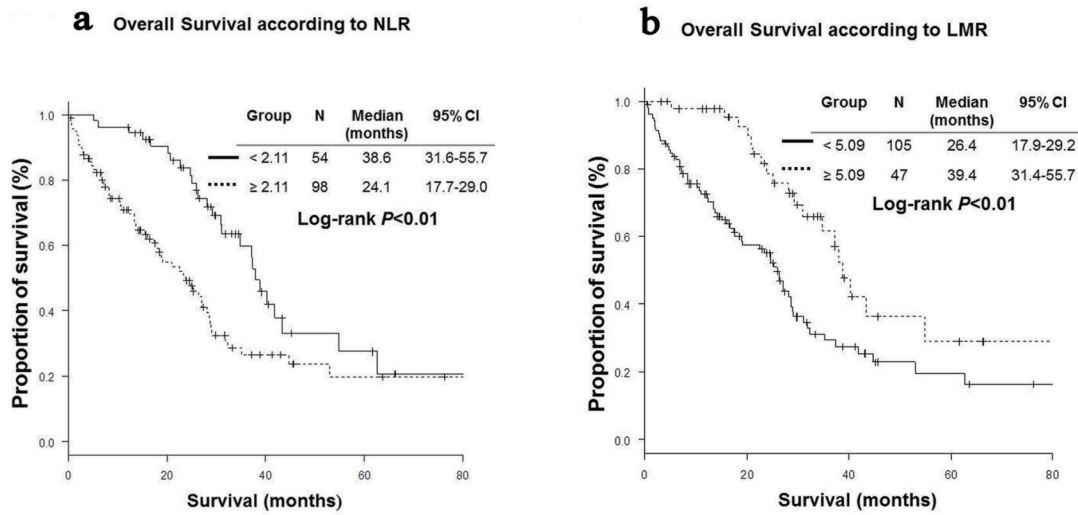 a Overall Survival according to NLR
Group N Median (months) 95% CI
< 2.11 54 38.6 31.6-55.7
≥ 2.11 98 24.1 17.7-29.0
Log-rank P<0.01
Proportion of survival (%)
1.0
0.8
0.6
0.4
0.2
0.0
0 20 40 60 80
Survival (months)
b Overall Survival according to LMR
Group N Median (months) 95% CI
< 5.09 105 26.4 17.9-29.2
≥ 5.09 47 39.4 31.4-55.7
Log-rank P<0.01
Proportion of survival (%)
1.0
0.8
0.6
0.4
0.2
0.0
0 20 40 60 80
Survival (months)